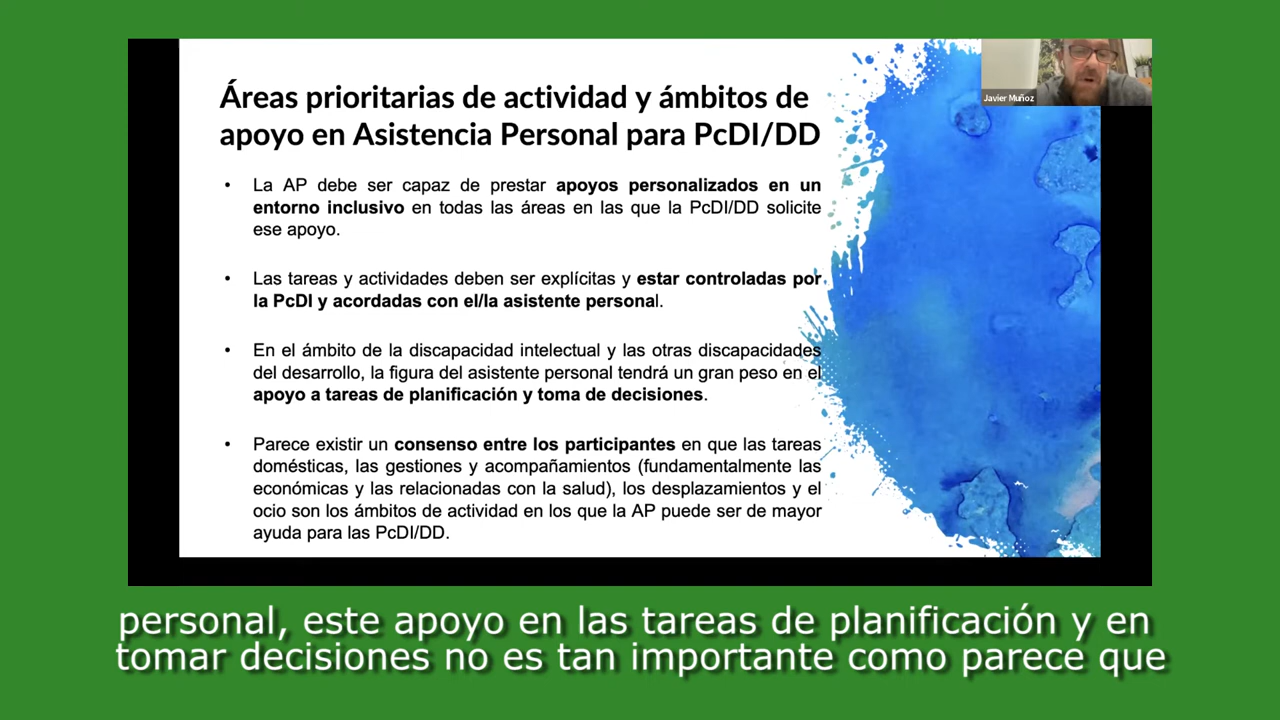 Áreas prioritarias de actividad y ámbitos de
apoyo en Asistencia Personal para PcDI/DD
Javier Muñoz
• La AP debe ser capaz de prestar apoyos personalizados en un
entorno inclusivo en todas las áreas en las que la PcDI/DD solicite
ese apoyo.
• Las tareas y actividades deben ser explícitas y estar controladas por
la PcDI y acordadas con el/la asistente personal.
• En el ámbito de la discapacidad intelectual y las otras discapacidades
del desarrollo, la figura del asistente personal tendrá un gran peso en el
apoyo a tareas de planificación y toma de decisiones.
• Parece existir un consenso entre los participantes en que las tareas
domésticas, las gestiones y acompañamientos (fundamentalmente las
económicas y las relacionadas con la salud), los desplazamientos y el
ocio son los ámbitos de actividad en los que la AP puede ser de mayor
ayuda para las PcDI/DD.
personal, este apoyo en las tareas de planificación y en
tomar decisiones no es tan importante como parece que